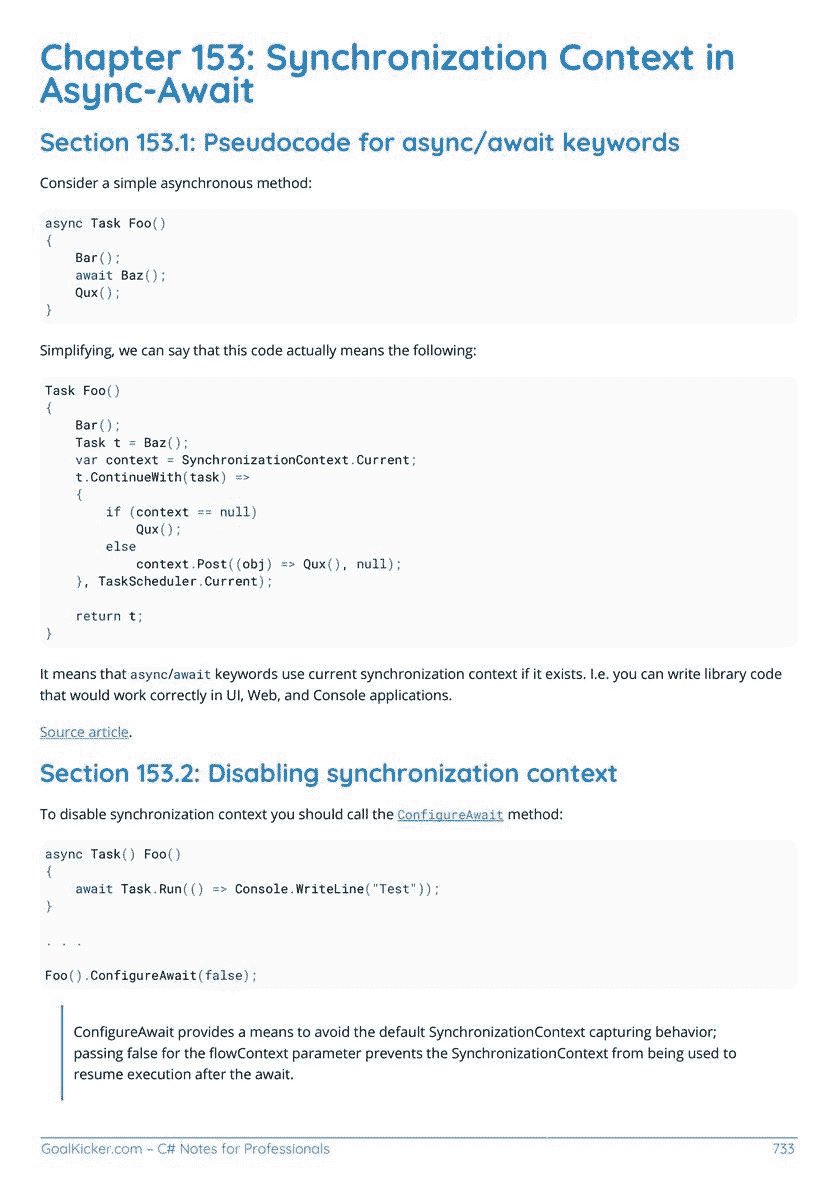 Chapter 153: Synchronization Context in
Async-Await
Section 153.1: Pseudocode for async/await keywords
Consider a simple asynchronous method:
async Task Foo()
{
    Bar();
    await Baz();
    Qux();
}
Simplifying, we can say that this code actually means the following:
Task Foo()
{
    Bar();
    Task t = Baz();
    var context = SynchronizationContext.Current;
    t.ContinueWith(task) =>
    {
        if (context == null)
            Qux();
        else
            context.Post((obj) => Qux(), null);
    }, TaskScheduler.Current);
    return t;
}
It means that async/await keywords use current synchronization context if it exists. I.e. you can write library code
that would work correctly in UI, Web, and Console applications.
Source article.
Section 153.2: Disabling synchronization context
To disable synchronization context you should call the ConfigureAwait method:
async Task() Foo()
{
    await Task.Run(() => Console.WriteLine("Test"));
}
. . .
Foo().ConfigureAwait(false);
ConfigureAwait provides a means to avoid the default SynchronizationContext capturing behavior;
passing false for the flowContext parameter prevents the SynchronizationContext from being used to
resume execution after the await.
GoalKicker.com – C# Notes for Professionals 733